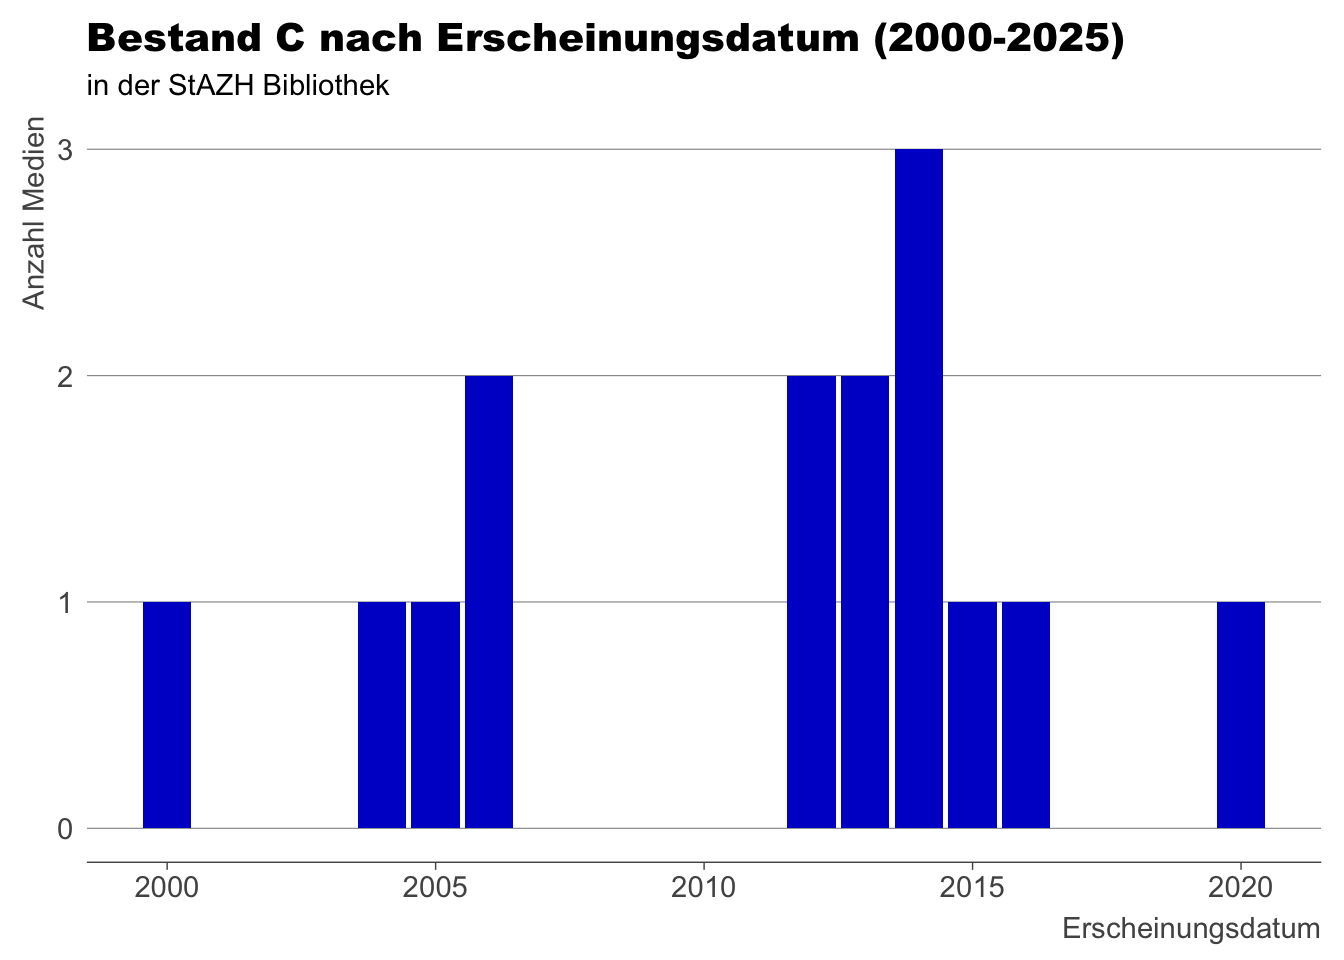 Bestand C nach Erscheinungsdatum (2000-2025)
in der StAZH Bibliothek
Anzahl Medien
3
2
1
0
2000 2005 2010 2015 2020
Erscheinungsdatum